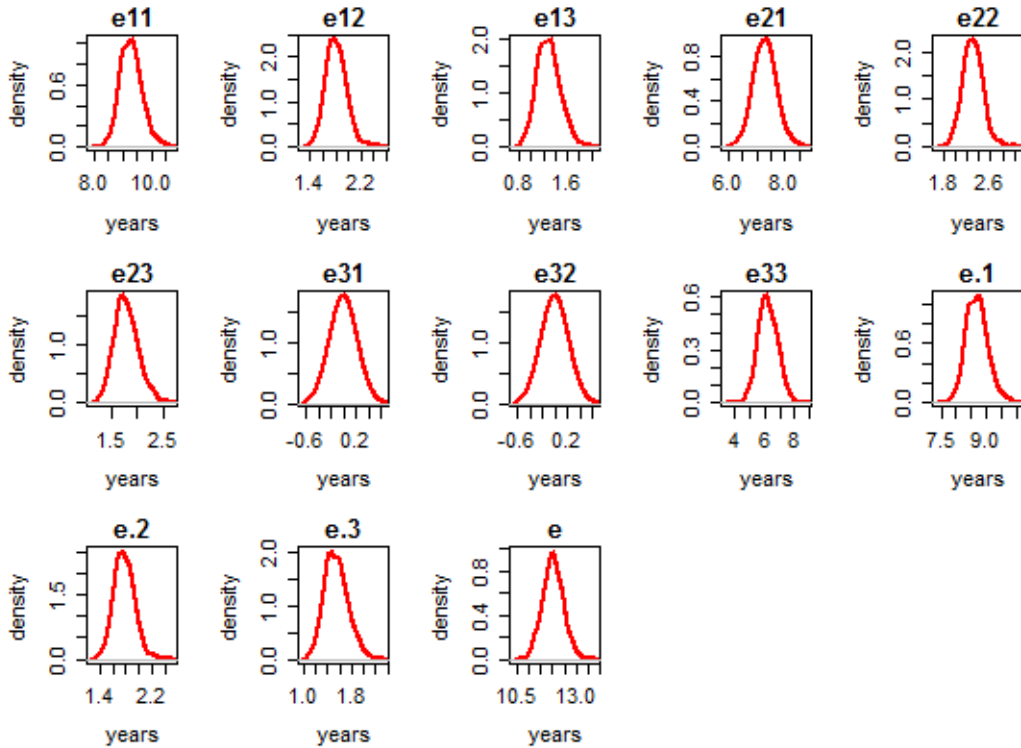 e11 e12 e13 e21 e22
density 0.0 0.6 density 0.0 1.0 2.0 density 0.0 1.0 2.0 density 0.0 0.4 0.8 density 0.0 1.0 2.0
8.0 10.0 1.4 2.2 0.8 1.6 6.0 8.0 1.8 2.6
years years years years years
e23 e31 e32 e33 e.1
density 0.0 1.0 density 0.0 1.0 density 0.0 1.0 density 0.0 0.3 0.6 density 0.0 0.6
1.5 2.5 -0.6 0.2 -0.6 0.2 4 6 8 7.5 9.0
years years years years years
e.2 e.3 e
density 0.0 1.5 density 0.0 1.0 2.0 density 0.0 0.4 0.8
1.4 2.2 1.0 1.8 10.5 13.0
years years years